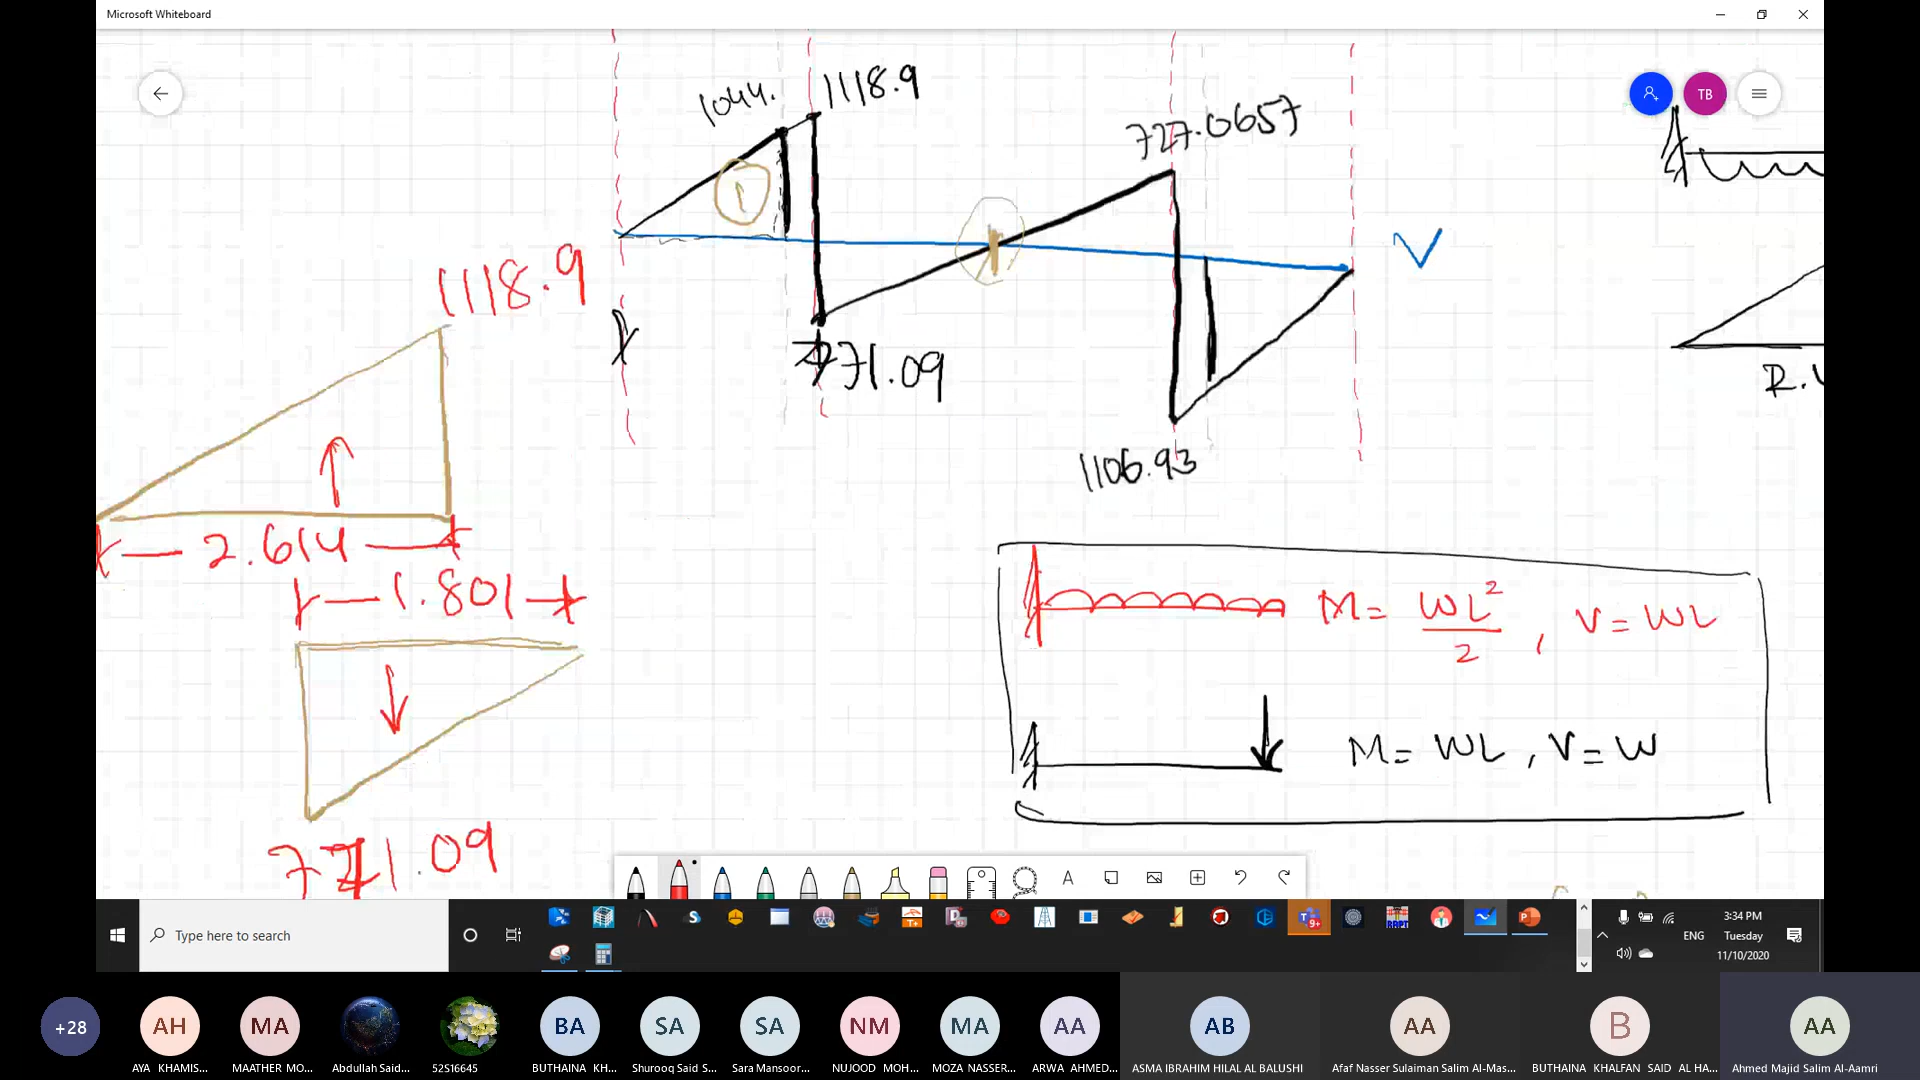 Microsoft Whiteboard
TB
1044.
1118.9
727.0657
V
1
1118.9
771.09
R.
1106.93
2.614
1.801
M = WL²/2 , V = WL
M = WL , V = W
771.09
A
Type here to search
9+
3:34 PM
ENG
Tuesday
11/10/2020
+28
AH
MA
BA
SA
SA
NM
MA
AA
AB
AA
B
AA
AYA KHAMIS...
MAATHER MO...
Abdullah Said...
52S16645
BUTHAINA KH...
Shurooq Said S...
Sara Mansoor...
NUJOOD MOH...
MOZA NASSER...
ARWA AHMED...
ASMA IBRAHIM HILAL AL BALUSHI
Afaf Nasser Sulaiman Salim Al-Mas...
BUTHAINA KHALFAN SAID AL HA...
Ahmed Majid Salim Al-Aamri